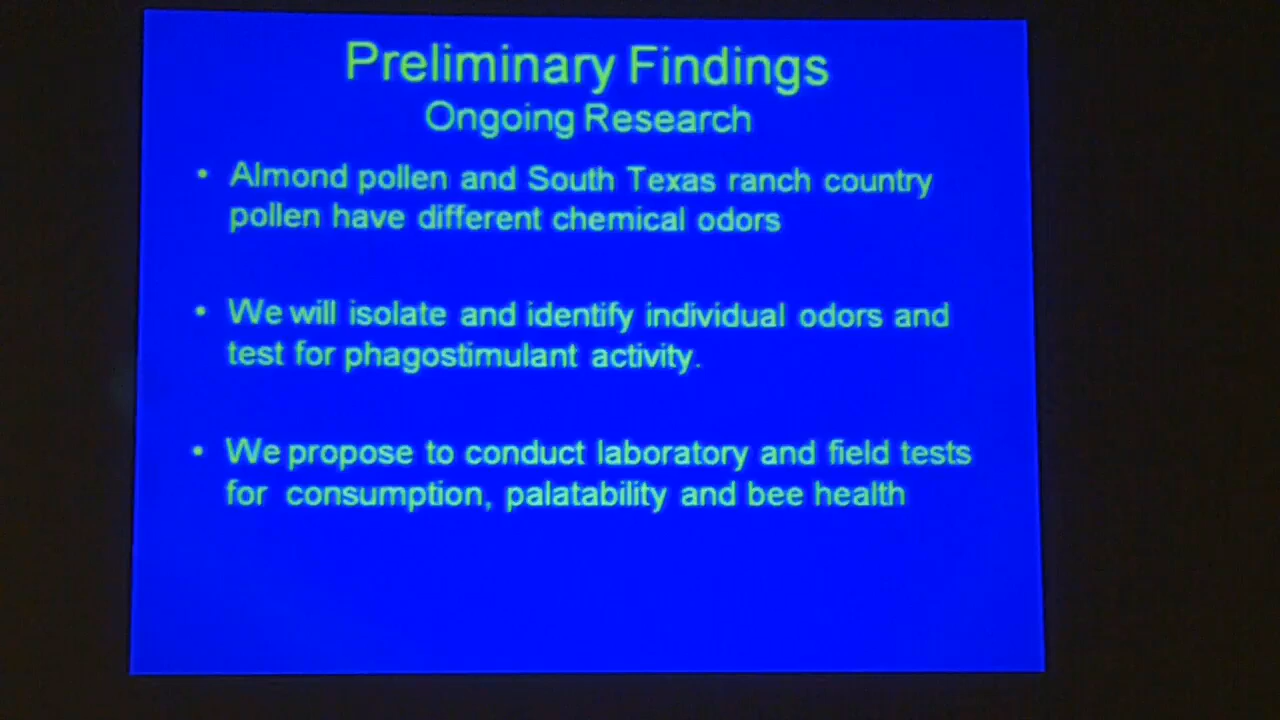 Preliminary Findings
Ongoing Research
• Almond pollen and South Texas ranch country
pollen have different chemical odors
• We will isolate and identify individual odors and
test for phagostimulant activity.
• We propose to conduct laboratory and field tests
for consumption, palatability and bee health